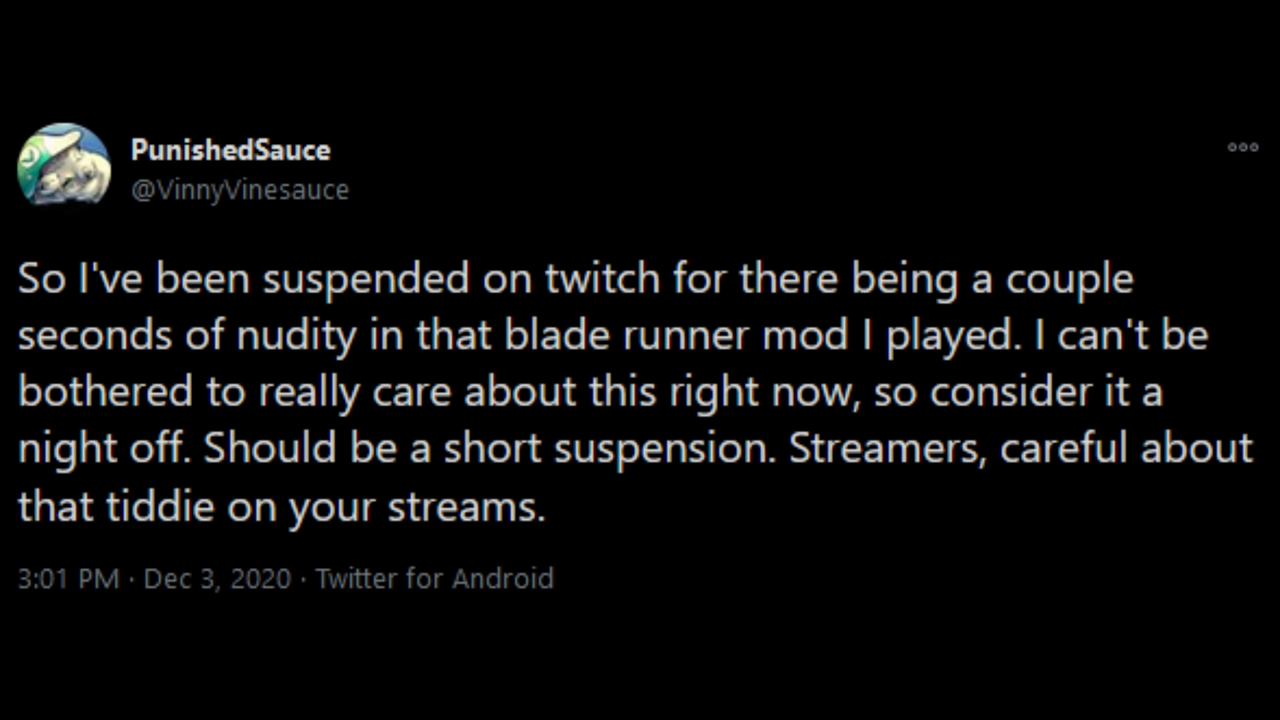 PunishedSauce
@VinnyVinesauce
So I've been suspended on twitch for there being a couple
seconds of nudity in that blade runner mod I played. I can't be
bothered to really care about this right now, so consider it a
night off. Should be a short suspension. Streamers, careful about
that tiddie on your streams.
3:01 PM · Dec 3, 2020 · Twitter for Android